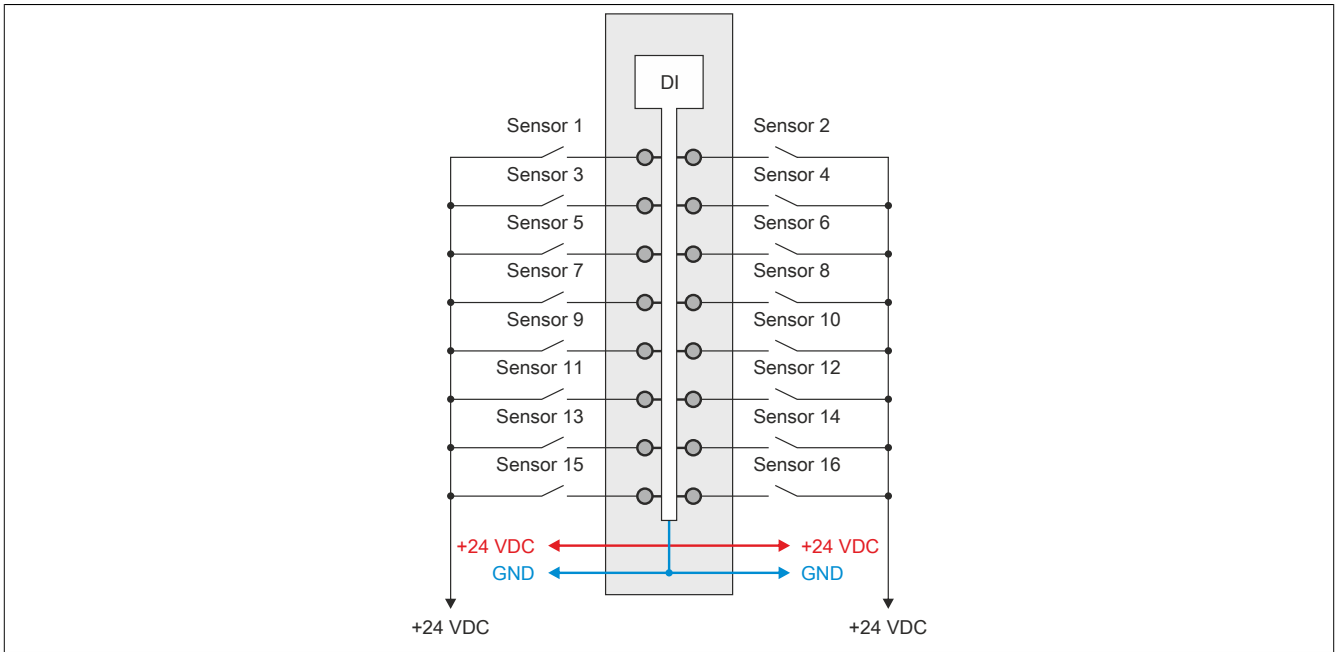 DI
Sensor 1 Sensor 2
Sensor 3 Sensor 4
Sensor 5 Sensor 6
Sensor 7 Sensor 8
Sensor 9 Sensor 10
Sensor 11 Sensor 12
Sensor 13 Sensor 14
Sensor 15 Sensor 16
+24 VDC +24 VDC
GND GND
+24 VDC +24 VDC